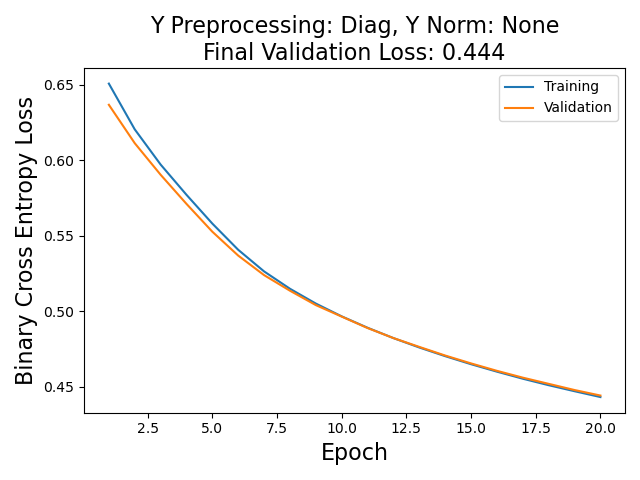 Y Preprocessing: Diag, Y Norm: None
Final Validation Loss: 0.444
Training
Validation
0.65
0.60
0.55
0.50
0.45
Binary Cross Entropy Loss
2.5
5.0
7.5
10.0
12.5
15.0
17.5
20.0
Epoch